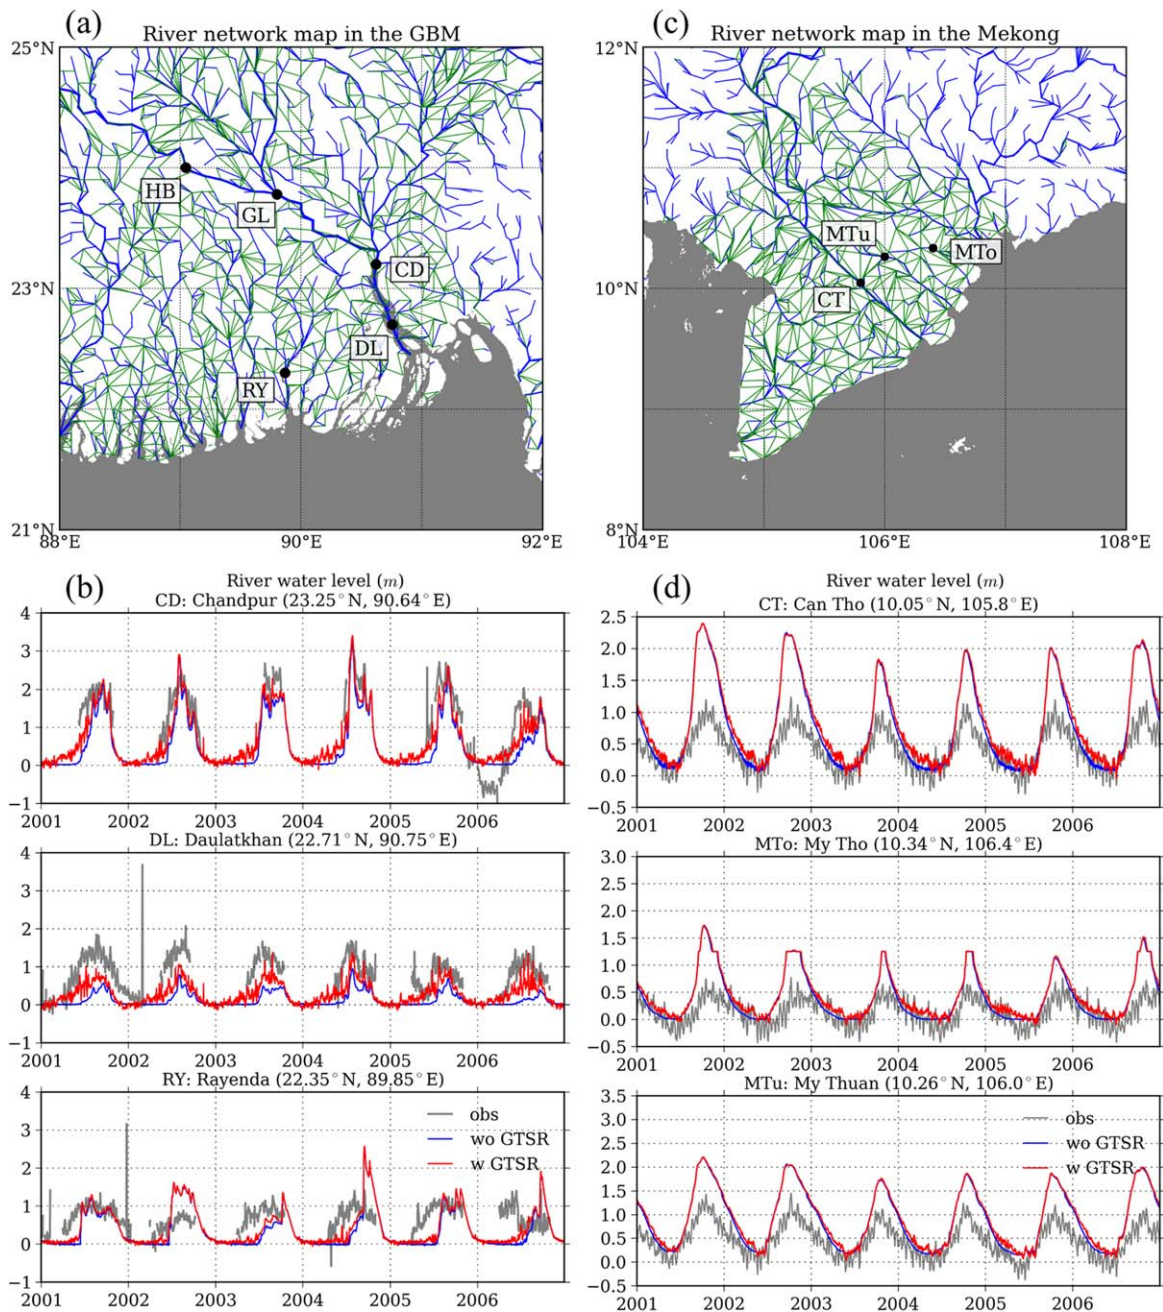 (a)
River network map in the GBM
25°N
23°N
21°N
88°E
90°E
92°E
HB
GL
CD
DL
RY
(c)
River network map in the Mekong
12°N
10°N
8°N
104°E
106°E
108°E
MTu
MTo
CT
(b)
River water level (m)
CD: Chandpur (23.25°N, 90.64°E)
4
3
2
1
0
−1
2001 2002 2003 2004 2005 2006
DL: Daulatkhan (22.71°N, 90.75°E)
4
3
2
1
0
−1
2001 2002 2003 2004 2005 2006
RY: Rayenda (22.35°N, 89.85°E)
4
3
2
1
0
−1
obs
wo GTSR
w GTSR
2001 2002 2003 2004 2005 2006
(d)
River water level (m)
CT: Can Tho (10.05°N, 105.8°E)
2.5
2.0
1.5
1.0
0.5
0.0
−0.5
2001 2002 2003 2004 2005 2006
MTo: My Tho (10.34°N, 106.4°E)
3.0
2.5
2.0
1.5
1.0
0.5
0.0
−0.5
2001 2002 2003 2004 2005 2006
MTu: My Thuan (10.26°N, 106.0°E)
3.5
3.0
2.5
2.0
1.5
1.0
0.5
0.0
−0.5
obs
wo GTSR
w GTSR
2001 2002 2003 2004 2005 2006